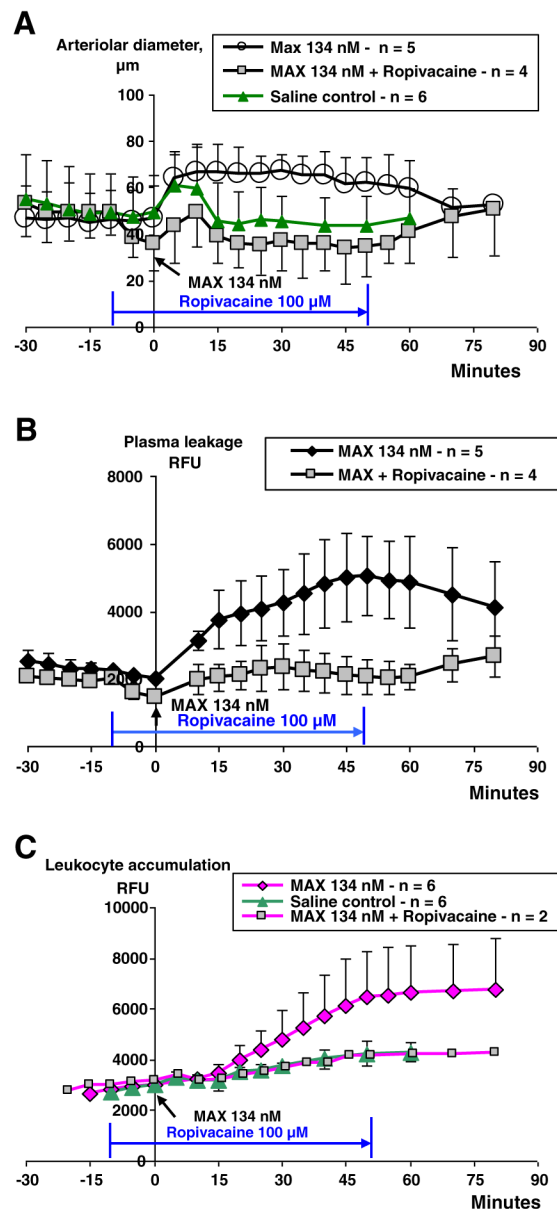 A
Arteriolar diameter,
µm
Max 134 nM - n = 5
MAX 134 nM + Ropivacaine - n = 4
Saline control - n = 6
100
80
60
40
20
0
MAX 134 nM
Ropivacaine 100 µM
-30 -15 0 15 30 45 60 75 90
Minutes
B
Plasma leakage
RFU
MAX 134 nM - n = 5
MAX + Ropivacaine - n = 4
8000
6000
4000
2000
0
MAX 134 nM
Ropivacaine 100 µM
-30 -15 0 15 30 45 60 75 90
Minutes
C
Leukocyte accumulation
RFU
MAX 134 nM - n = 6
Saline control - n = 6
MAX 134 nM + Ropivacaine - n = 2
10000
8000
6000
4000
2000
0
MAX 134 nM
Ropivacaine 100 µM
-30 -15 0 15 30 45 60 75 90
Minutes